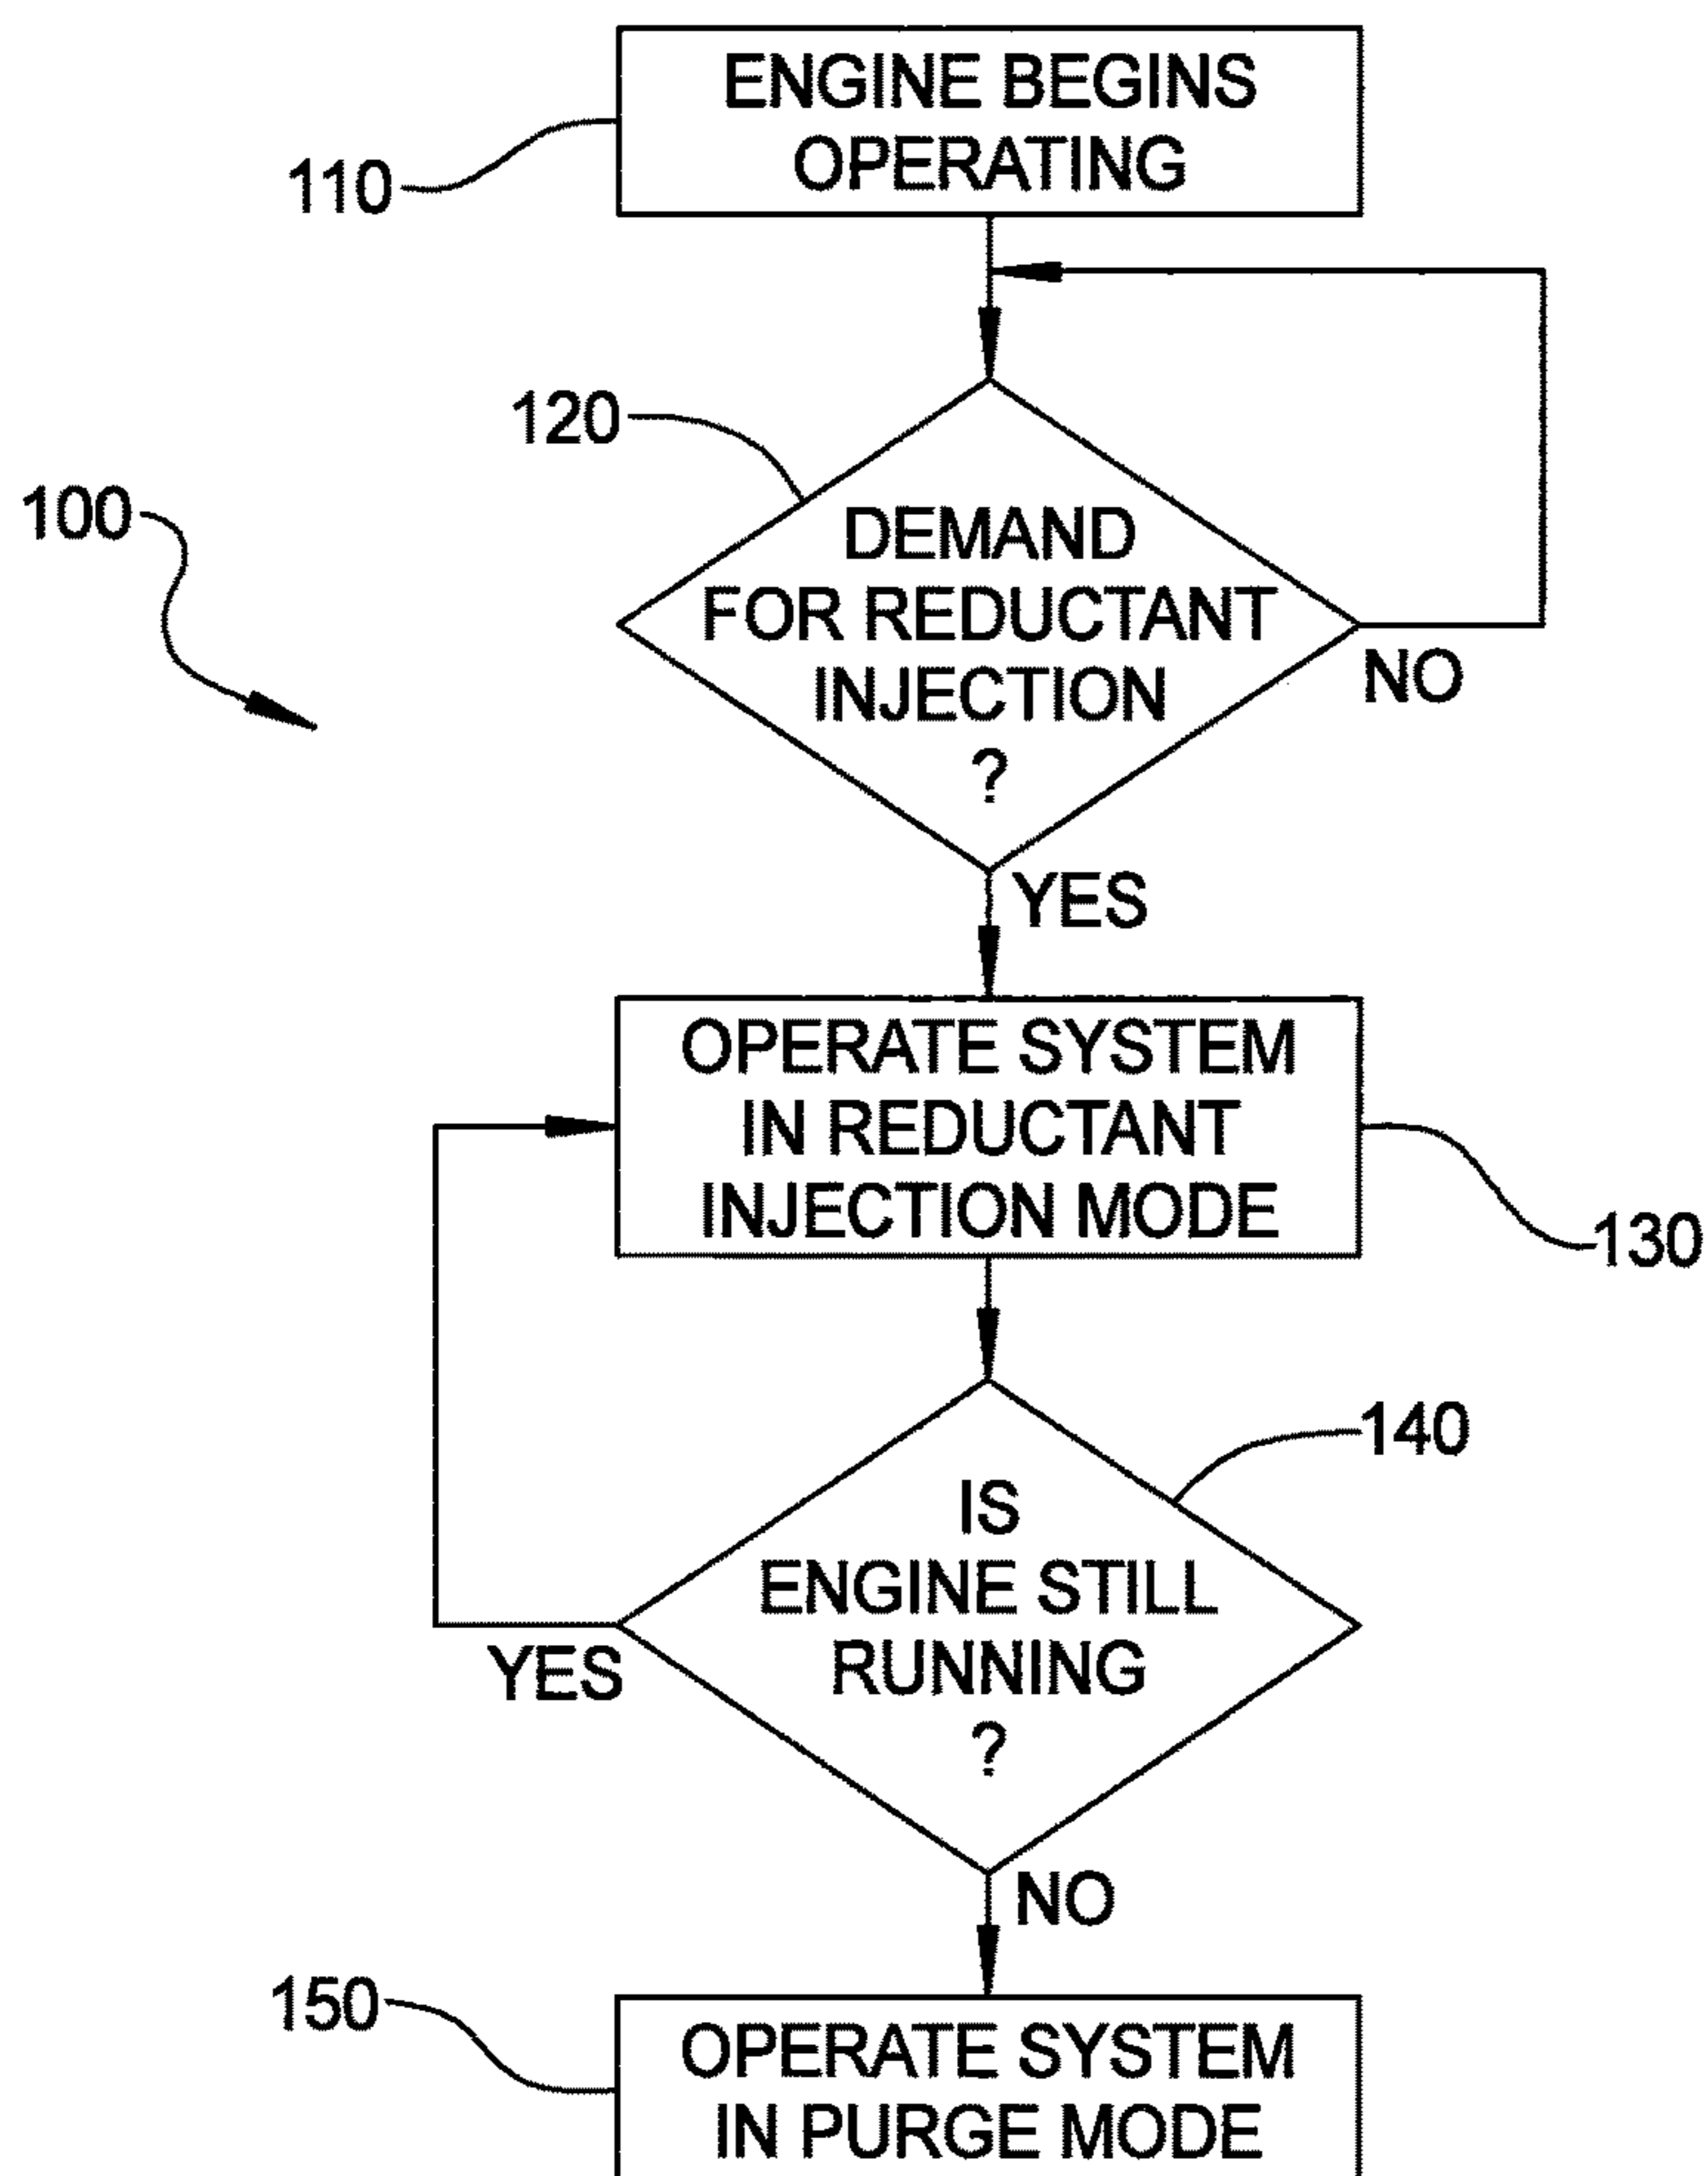 ENGINE BEGINS
OPERATING
110
120
100
DEMAND
FOR REDUCTANT
INJECTION
?
NO
YES
OPERATE SYSTEM
IN REDUCTANT
INJECTION MODE
130
140
IS
ENGINE STILL
RUNNING
?
YES
NO
150
OPERATE SYSTEM
IN PURGE MODE